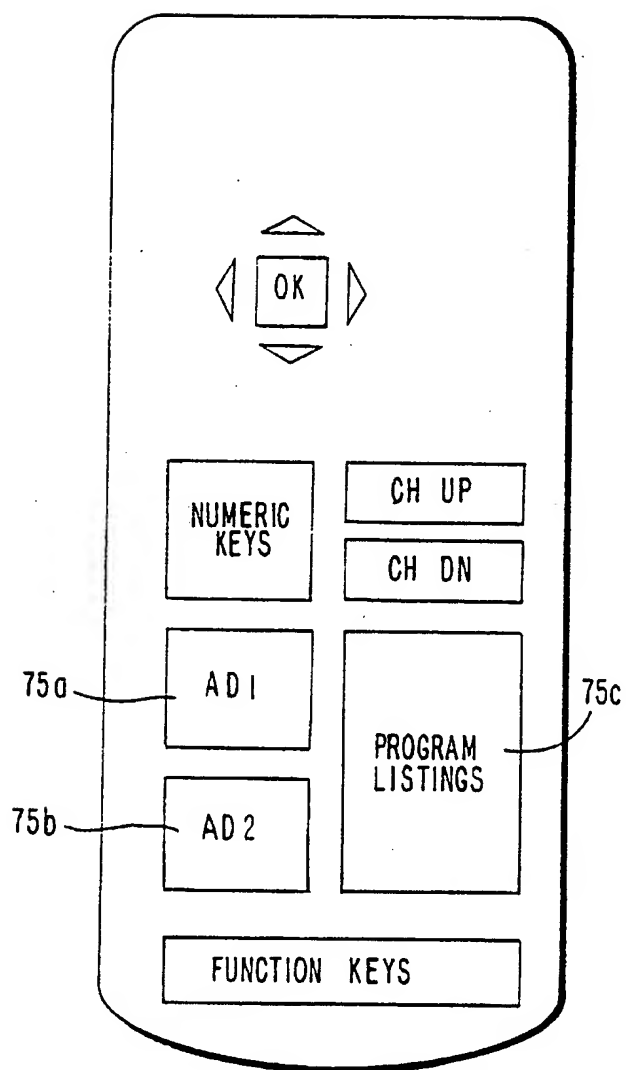 OK
NUMERIC
KEYS
CH UP
CH DN
75a
AD1
75b
AD2
PROGRAM
LISTINGS
75c
FUNCTION KEYS